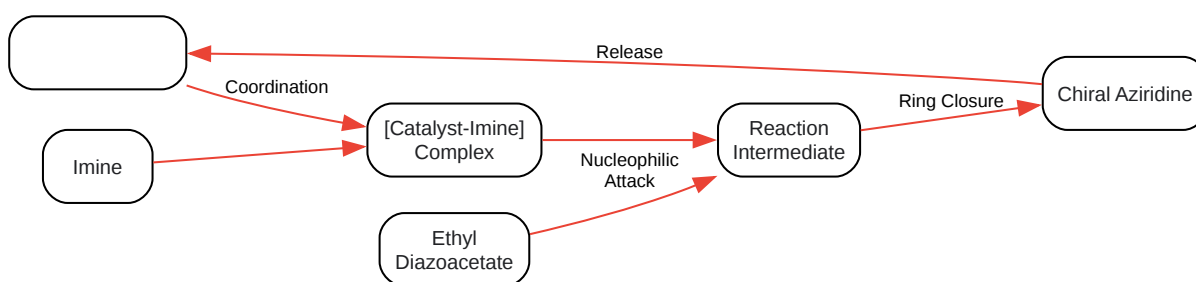 Release
Coordination
Imine
[Catalyst-Imine]
Complex
Nucleophilic
Attack
Ethyl
Diazoacetate
Reaction
Intermediate
Ring Closure
Chiral Aziridine